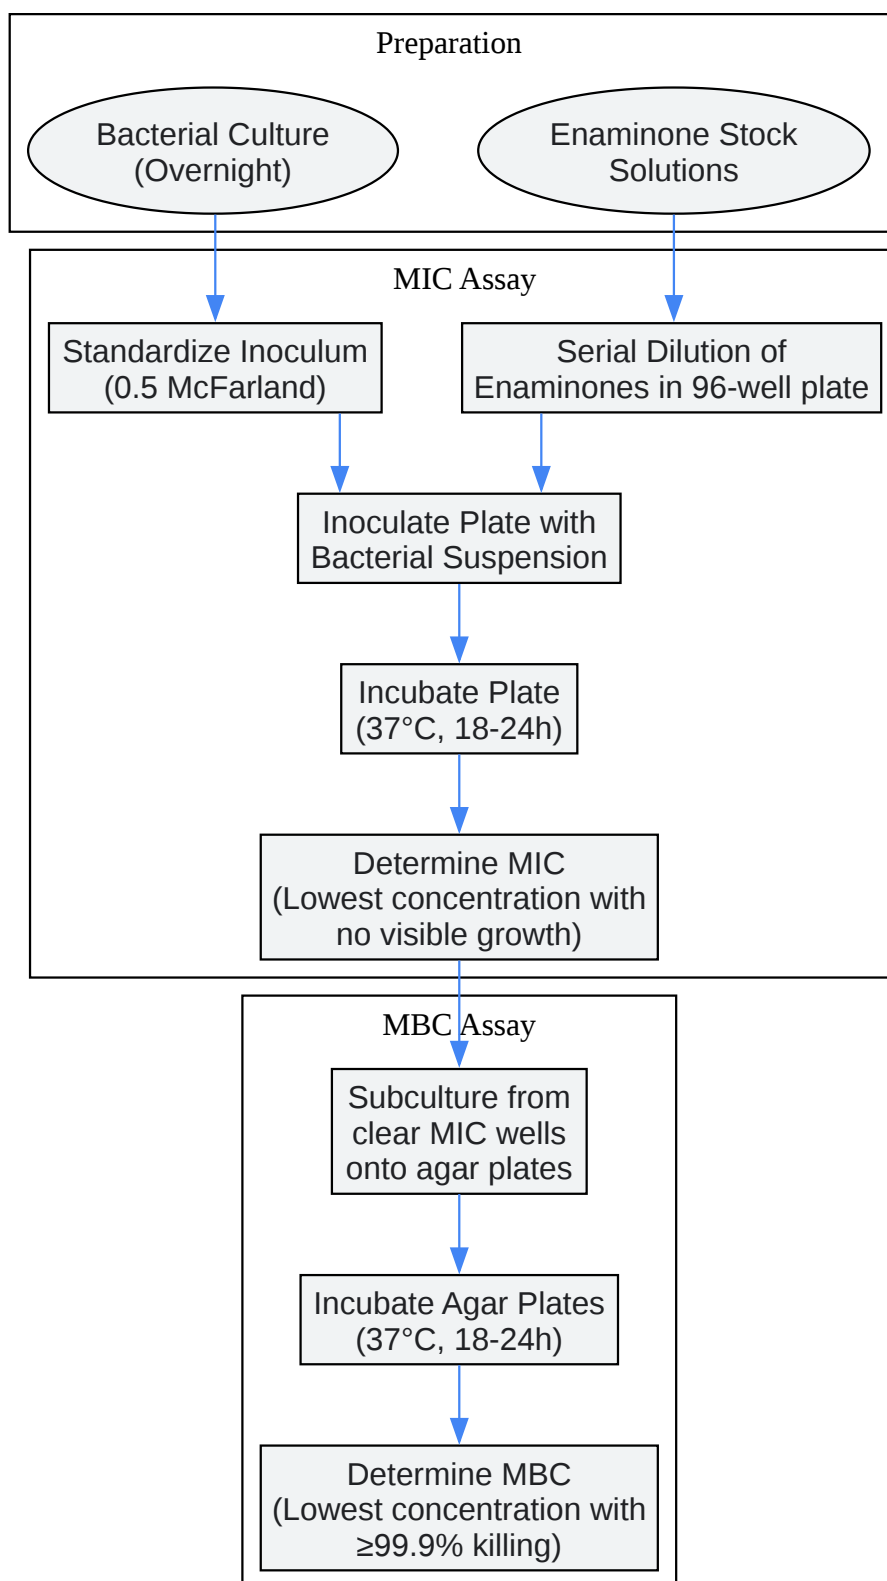 Preparation
Bacterial Culture
(Overnight)
Enaminone Stock
Solutions
MIC Assay
Standardize Inoculum
(0.5 McFarland)
Serial Dilution of
Enaminones in 96-well plate
Inoculate Plate with
Bacterial Suspension
Incubate Plate
(37°C, 18-24h)
Determine MIC
(Lowest concentration with
no visible growth)
MBC Assay
Subculture from
clear MIC wells
onto agar plates
Incubate Agar Plates
(37°C, 18-24h)
Determine MBC
(Lowest concentration with
≥99.9% killing)